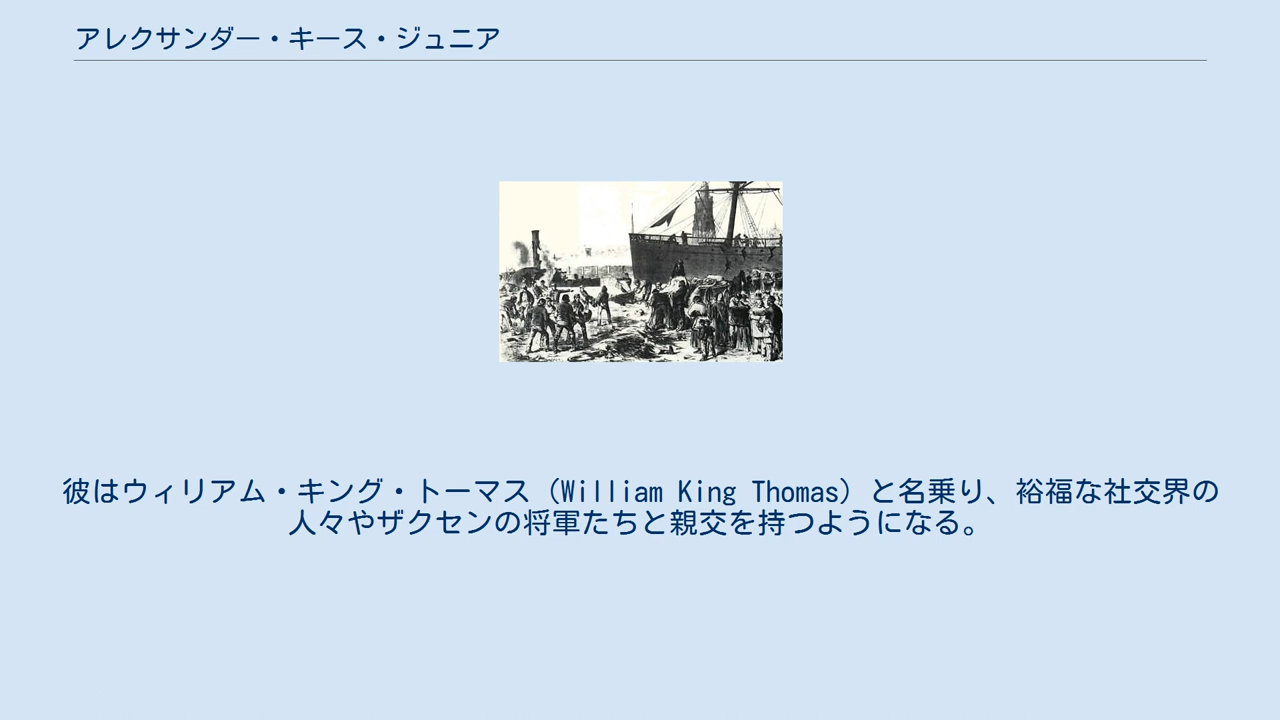 アレクサンダー・キース・ジュニア
彼はウィリアム・キング・トーマス（William King Thomas）と名乗り、裕福な社交界の
人々やザクセンの将軍たちと親交を持つようになる。